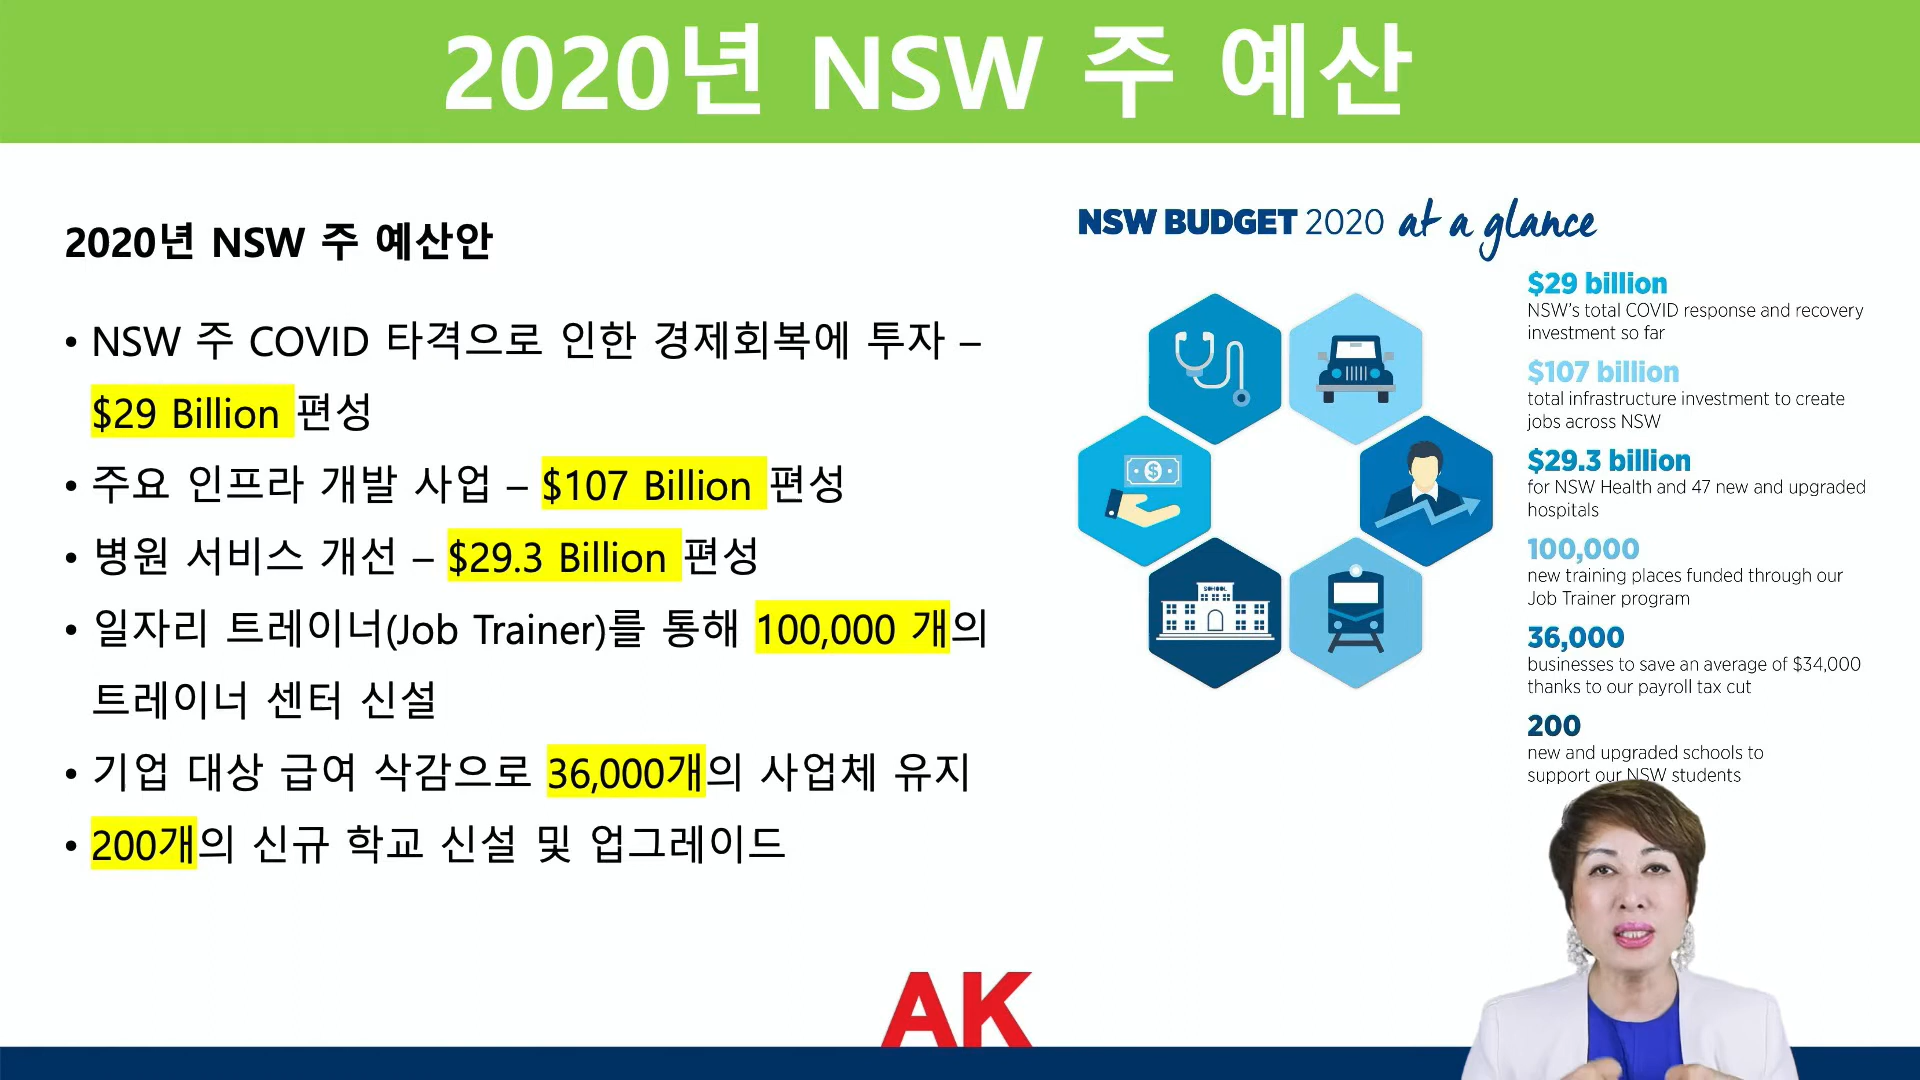 2020년 NSW 주 예산
2020년 NSW 주 예산안
• NSW 주 COVID 타격으로 인한 경제회복에 투자 –
$29 Billion 편성
• 주요 인프라 개발 사업 – $107 Billion 편성
• 병원 서비스 개선 – $29.3 Billion 편성
• 일자리 트레이너(Job Trainer)를 통해 100,000 개의
트레이너 센터 신설
• 기업 대상 급여 삭감으로 36,000개의 사업체 유지
• 200개의 신규 학교 신설 및 업그레이드
NSW BUDGET 2020 at a glance
$29 billion
NSW's total COVID response and recovery
investment so far
$107 billion
total infrastructure investment to create
jobs across NSW
$29.3 billion
for NSW Health and 47 new and upgraded
hospitals
100,000
new training places funded through our
Job Trainer program
36,000
businesses to save an average of $34,000
thanks to our payroll tax cut
200
new and upgraded schools to
support our NSW students
SCHOOL
AK